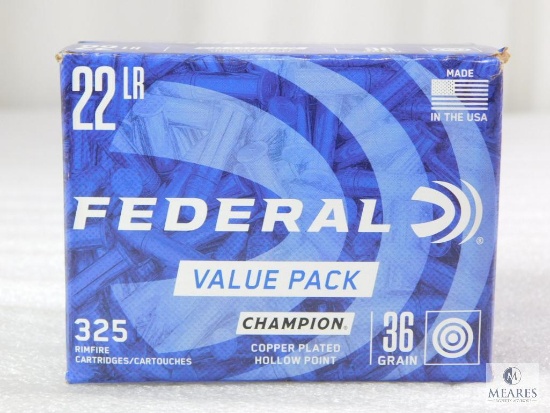 22 LR
MADE
IN THE USA
FEDERAL®
VALUE PACK
325
RIMFIRE
CARTRIDGES/CARTOUCHES
CHAMPION®
COPPER PLATED
HOLLOW POINT
36
GRAIN
M
MEARES